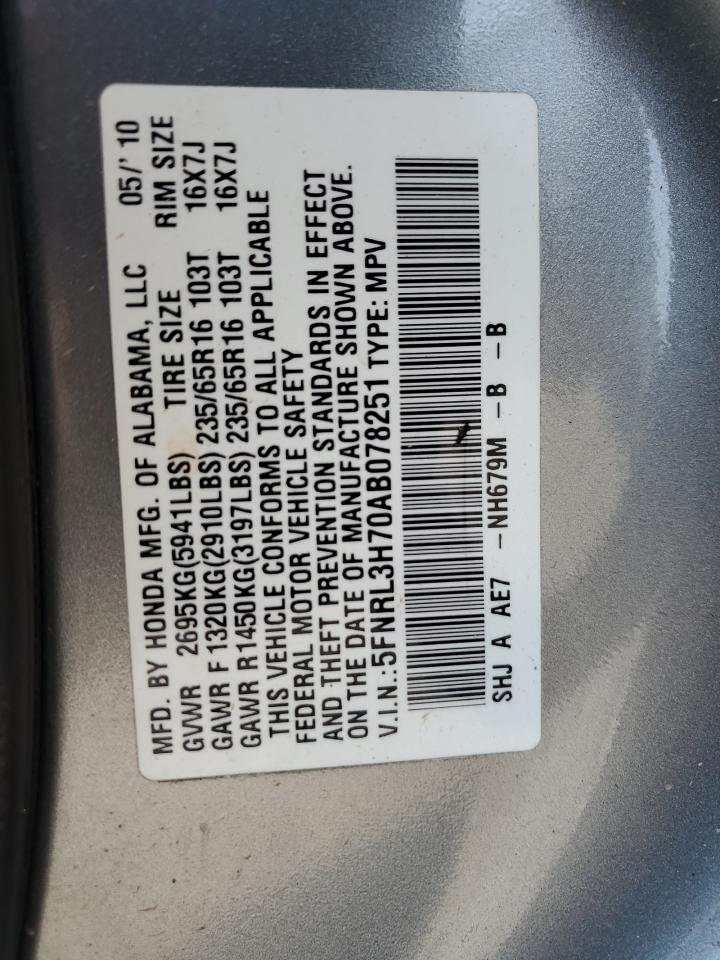 MFD. BY HONDA MFG. OF ALABAMA, LLC 05/' 10
GVWR 2695KG(5941LBS) TIRE SIZE RIM SIZE
GAWR F 1320KG(2910LBS) 235/65R16 103T 16X7J
GAWR R1450KG(3197LBS) 235/65R16 103T 16X7J
THIS VEHICLE CONFORMS TO ALL APPLICABLE
FEDERAL MOTOR VEHICLE SAFETY
AND THEFT PREVENTION STANDARDS IN EFFECT
ON THE DATE OF MANUFACTURE SHOWN ABOVE.
V.I.N.:5FNRL3H70AB078251 TYPE: MPV
SHJ A AE7 -NH679M -B -B